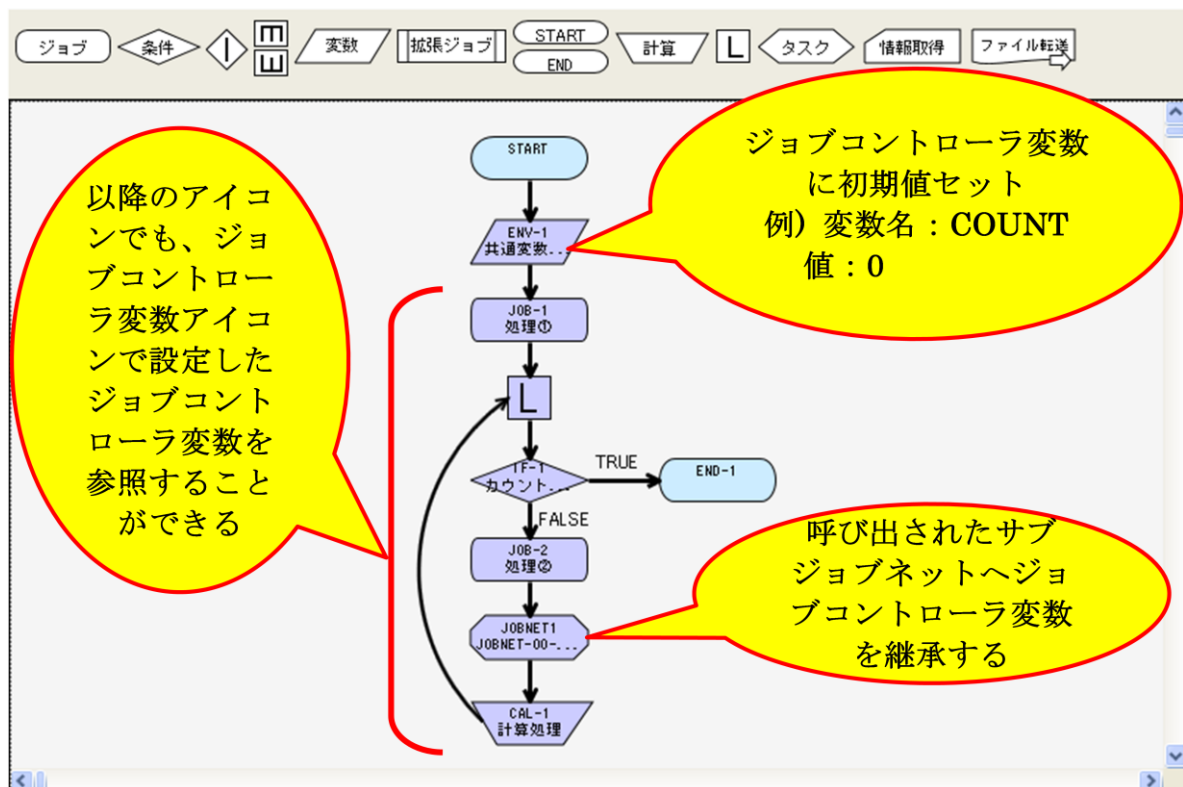 ジョブ
条件
E
E
変数
拡張ジョブ
START
END
計算
L
タスク
情報取得
ファイル転送
START
ENV-1
共通変数...
JOB-1
処理①
L
IF-1
カウント...
TRUE
END-1
FALSE
JOB-2
処理②
JOBNET1
JOBNET-00-...
CAL-1
計算処理
ジョブコントローラ変数
に初期値セット
例）変数名：COUNT
値：0
以降のアイコ
ンでも、ジョ
ブコントロー
ラ変数アイコ
ンで設定した
ジョブコント
ローラ変数を
参照すること
ができる
呼び出されたサブ
ジョブネットへジョ
ブコントローラ変数
を継承する